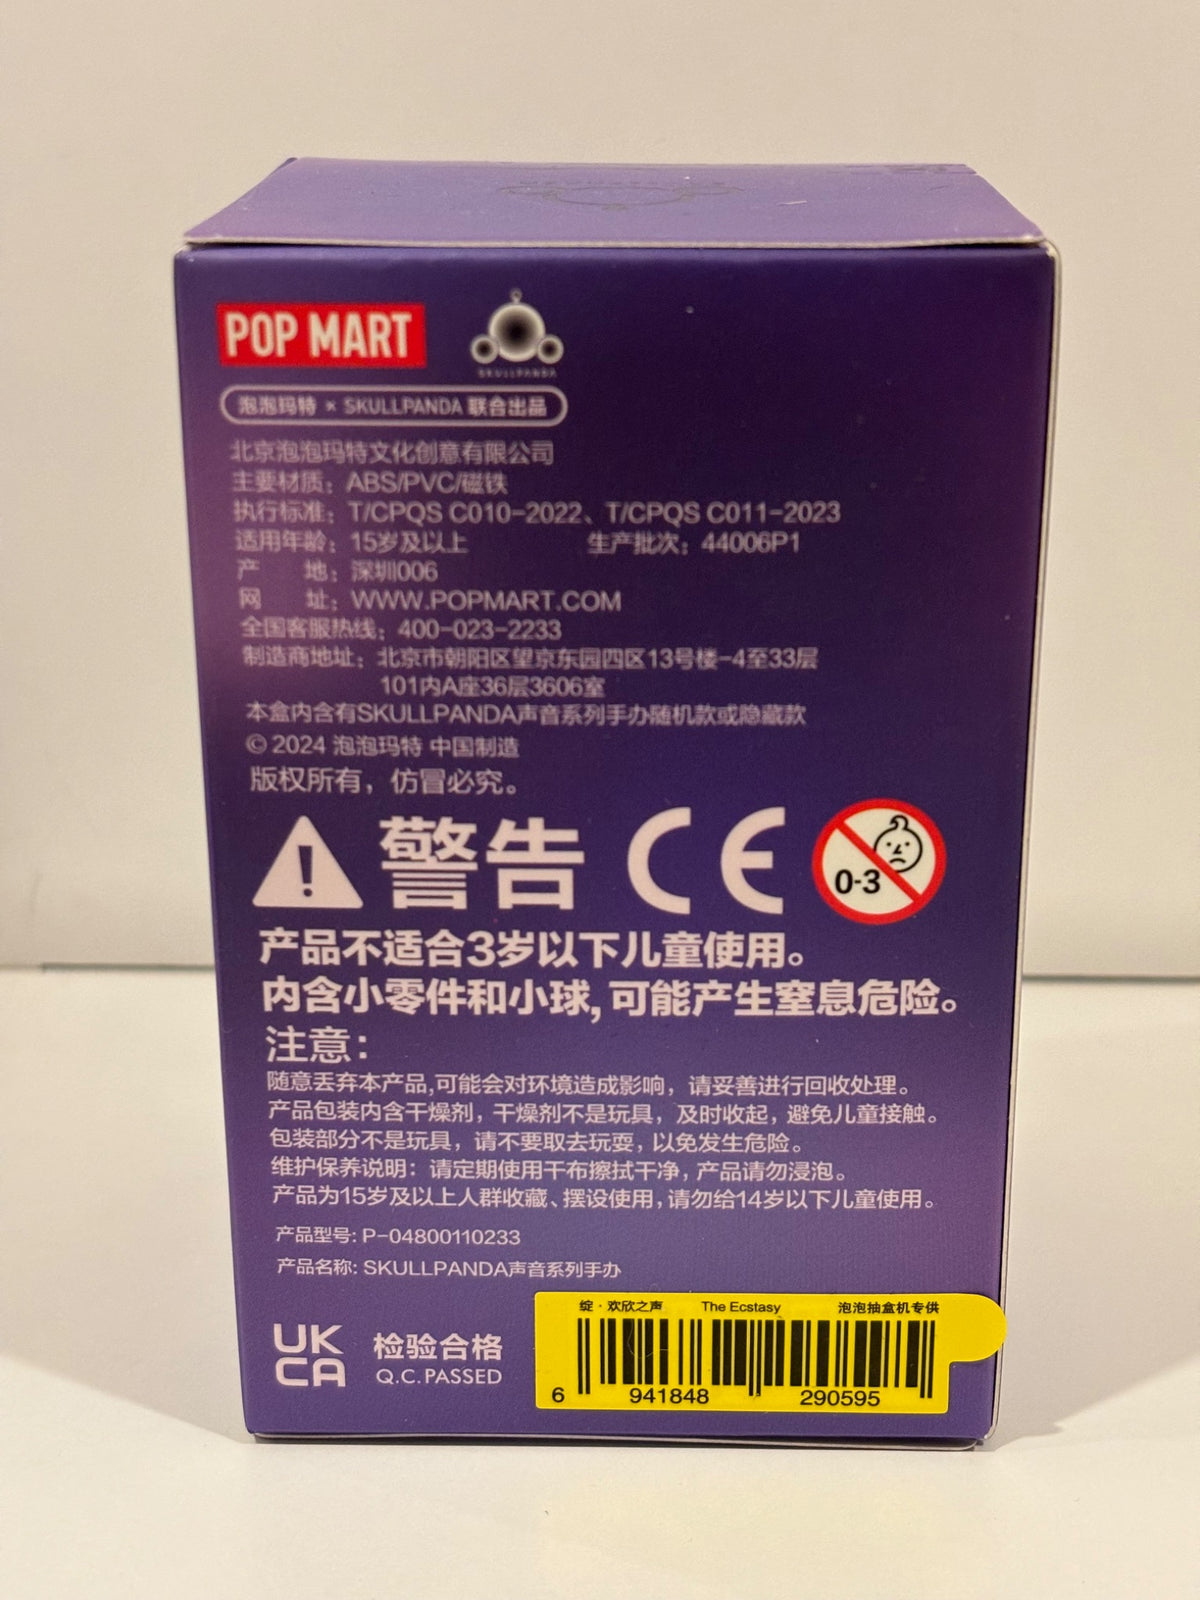 POP MART
SKULLPANDA
泡泡玛特 × SKULLPANDA 联合出品
北京泡泡玛特文化创意有限公司
主要材质：ABS/PVC/磁铁
执行标准：T/CPQS C010-2022、T/CPQS C011-2023
适用年龄：15岁及以上 生产批次：44006P1
产 地：深圳006
网 址：WWW.POPMART.COM
全国客服热线：400-023-2233
制造商地址：北京市朝阳区望京东园四区13号楼-4至33层
101内A座36层3606室
本盒内含有SKULLPANDA声音系列手办随机款或隐藏款
© 2024 泡泡玛特 中国制造
版权所有，仿冒必究。
警告 CE 0-3
产品不适合3岁以下儿童使用。
内含小零件和小球,可能产生窒息危险。
注意：
随意丢弃本产品,可能会对环境造成影响，请妥善进行回收处理。
产品包装内含干燥剂，干燥剂不是玩具，及时收起，避免儿童接触。
包装部分不是玩具，请不要取去玩耍，以免发生危险。
维护保养说明：请定期使用干布擦拭干净，产品请勿浸泡。
产品为15岁及以上人群收藏、摆设使用，请勿给14岁以下儿童使用。
产品型号: P-04800110233
产品名称: SKULLPANDA声音系列手办
UK
CA
检验合格
Q.C.PASSED
绽·欢欣之声 The Ecstasy 泡泡抽盒机专供
6 941848 290595